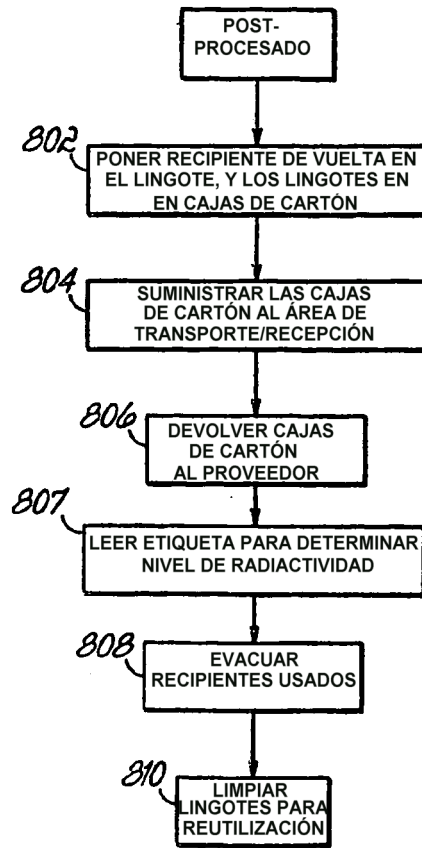 POST-
PROCESADO
802
PONER RECIPIENTE DE VUELTA EN
EL LINGOTE, Y LOS LINGOTES EN
EN CAJAS DE CARTÓN
804
SUMINISTRAR LAS CAJAS
DE CARTÓN AL ÁREA DE
TRANSPORTE/RECEPCIÓN
806
DEVOLVER CAJAS
DE CARTÓN
AL PROVEEDOR
807
LEER ETIQUETA PARA DETERMINAR
NIVEL DE RADIACTIVIDAD
808
EVACUAR
RECIPIENTES USADOS
810
LIMPIAR
LINGOTES PARA
REUTILIZACIÓN